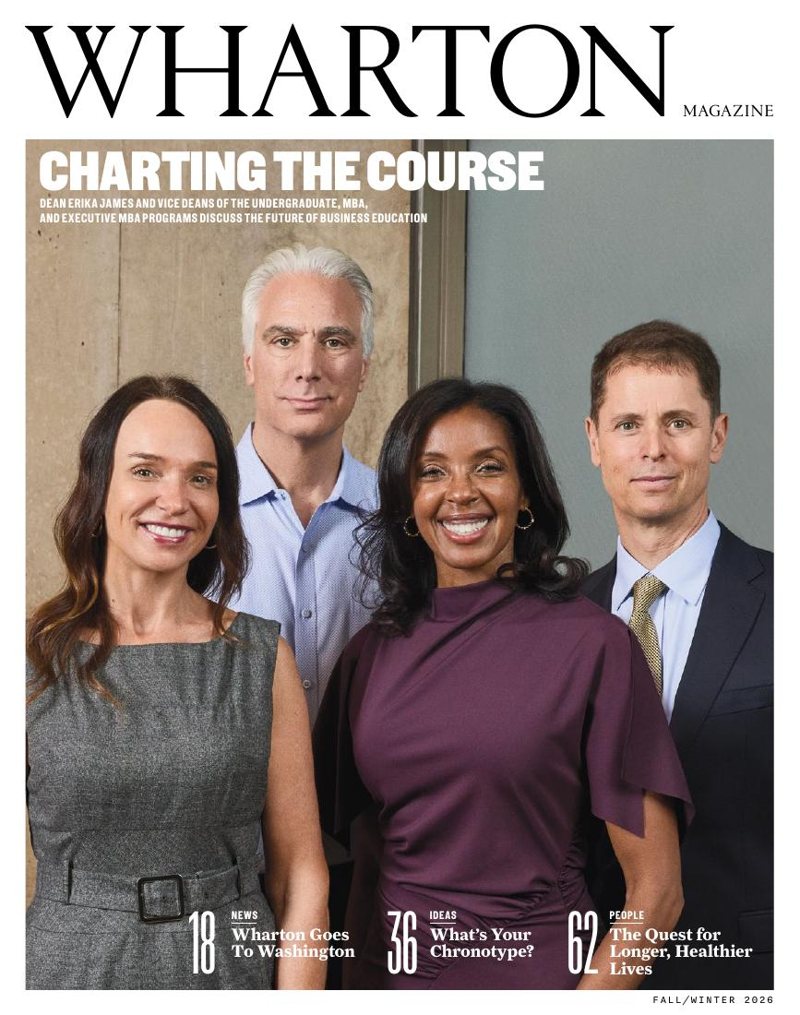 WHARTON MAGAZINE
CHARTING THE COURSE
DEAN ERIKA JAMES AND VICE DEANS OF THE UNDERGRADUATE, MBA,
AND EXECUTIVE MBA PROGRAMS DISCUSS THE FUTURE OF BUSINESS EDUCATION
18
NEWS
Wharton Goes
To Washington
36
IDEAS
What's Your
Chronotype?
62
PEOPLE
The Quest for
Longer, Healthier
Lives
FALL/WINTER 2026